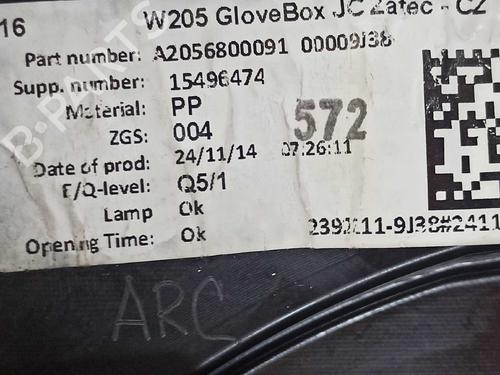 16 W205 GloveBox JC Zatec - CZ
Part number: A2056800091 00009J38
Supp. number: 15496474
Material: PP
572
ZGS: 004
Date of prod: 24/11/14 07:26:11
E/Q-level: Q5/1
Lamp Ok
Opening Time: Ok
B-PARTS
ARC